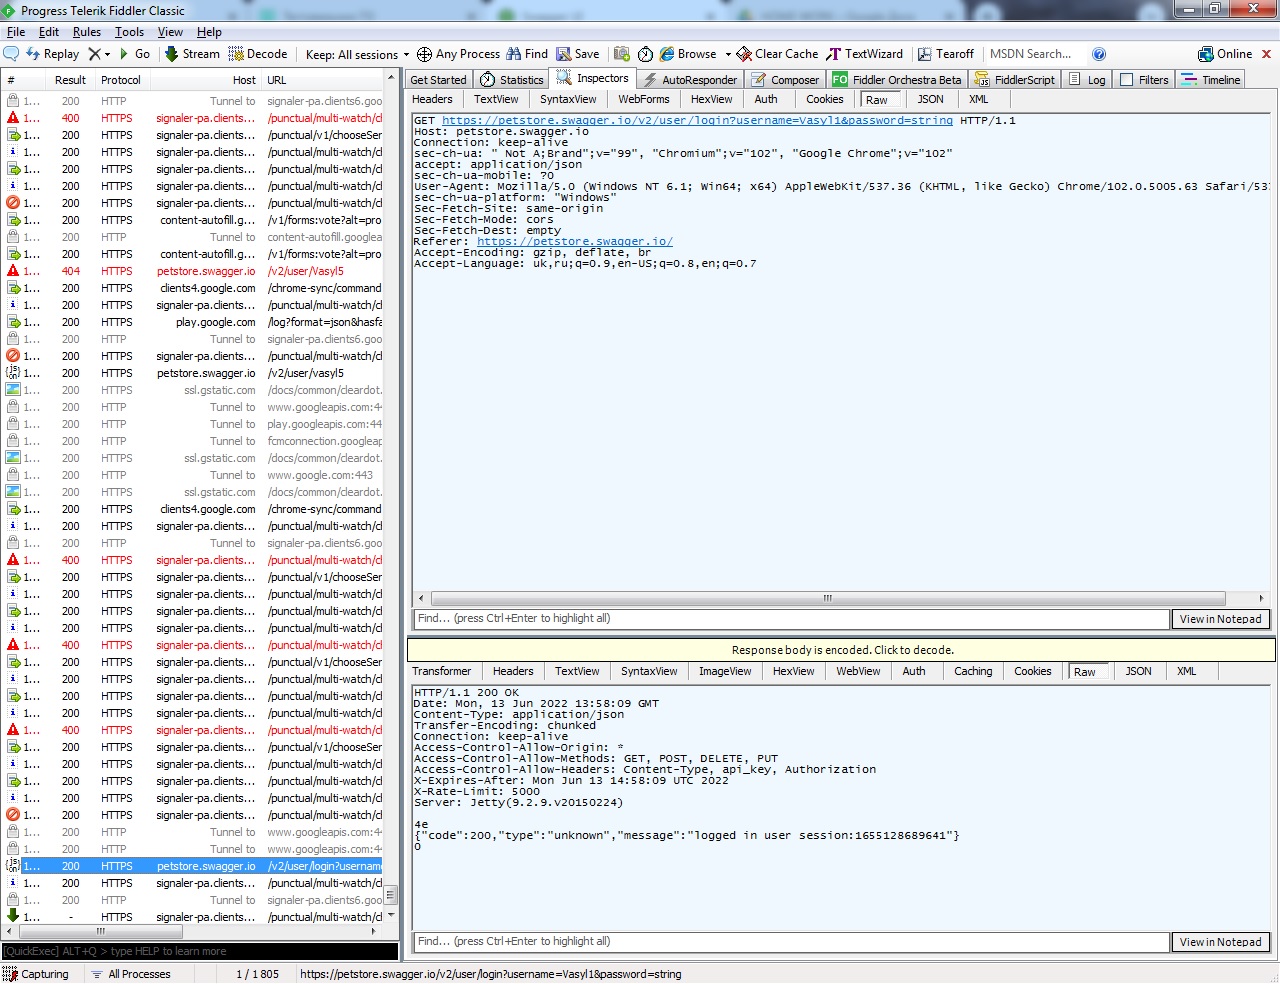 Progress Telerik Fiddler Classic
File Edit Rules Tools View Help
Replay Go Stream Decode Keep: All sessions Any Process Find Save Browse Clear Cache TextWizard Tearoff MSDN Search... Online
# Result Protocol Host URL
1... 200 HTTP Tunnel to signaler-pa.clients6.goo
1... 400 HTTPS signaler-pa.clients... /punctual/multi-watch/cl
1... 200 HTTPS signaler-pa.clients... /punctual/v1/chooseSer
1... 200 HTTPS signaler-pa.clients... /punctual/multi-watch/cl
1... 200 HTTPS signaler-pa.clients... /punctual/multi-watch/cl
1... 200 HTTPS signaler-pa.clients... /punctual/multi-watch/cl
1... 200 HTTPS signaler-pa.clients... /punctual/multi-watch/cl
1... 200 HTTPS content-autofill.g... /v1/forms:vote?alt=pro
1... 200 HTTP Tunnel to content-autofill.googlea
1... 200 HTTPS content-autofill.g... /v1/forms:vote?alt=pro
1... 404 HTTPS petstore.swagger.io /v2/user/Vasyl5
1... 200 HTTPS clients4.google.com /chrome-sync/command
1... 200 HTTPS signaler-pa.clients... /punctual/multi-watch/cl
1... 200 HTTPS play.google.com /log?format=json&hasfa
1... 200 HTTP Tunnel to signaler-pa.clients6.goo
1... 200 HTTPS signaler-pa.clients... /punctual/multi-watch/cl
1... 200 HTTPS petstore.swagger.io /v2/user/vasyl5
1... 200 HTTPS ssl.gstatic.com /docs/common/cleardot.
1... 200 HTTP Tunnel to www.googleapis.com:44
1... 200 HTTP Tunnel to play.googleapis.com:44
1... 200 HTTP Tunnel to fcmconnection.googleap
1... 200 HTTPS ssl.gstatic.com /docs/common/cleardot.
1... 200 HTTP Tunnel to www.google.com:443
1... 200 HTTPS ssl.gstatic.com /docs/common/cleardot.
1... 200 HTTPS clients4.google.com /chrome-sync/command
1... 200 HTTPS signaler-pa.clients... /punctual/multi-watch/cl
1... 200 HTTP Tunnel to signaler-pa.clients6.goo
1... 400 HTTPS signaler-pa.clients... /punctual/multi-watch/cl
1... 200 HTTPS signaler-pa.clients... /punctual/v1/chooseSer
1... 200 HTTPS signaler-pa.clients... /punctual/multi-watch/cl
1... 200 HTTPS signaler-pa.clients... /punctual/multi-watch/cl
1... 200 HTTPS signaler-pa.clients... /punctual/multi-watch/cl
1... 400 HTTPS signaler-pa.clients... /punctual/multi-watch/cl
1... 200 HTTPS signaler-pa.clients... /punctual/v1/chooseSer
1... 200 HTTPS signaler-pa.clients... /punctual/multi-watch/cl
1... 200 HTTPS signaler-pa.clients... /punctual/multi-watch/cl
1... 200 HTTPS signaler-pa.clients... /punctual/multi-watch/cl
1... 400 HTTPS signaler-pa.clients... /punctual/multi-watch/cl
1... 200 HTTPS signaler-pa.clients... /punctual/v1/chooseSer
1... 200 HTTPS signaler-pa.clients... /punctual/multi-watch/cl
1... 200 HTTPS signaler-pa.clients... /punctual/multi-watch/cl
1... 200 HTTPS signaler-pa.clients... /punctual/multi-watch/cl
1... 200 HTTPS signaler-pa.clients... /punctual/multi-watch/cl
1... 200 HTTP Tunnel to www.googleapis.com:44
1... 200 HTTP Tunnel to www.googleapis.com:44
1... 200 HTTPS petstore.swagger.io /v2/user/login?username
1... 200 HTTPS signaler-pa.clients... /punctual/multi-watch/cl
1... 200 HTTP Tunnel to signaler-pa.clients6.goo
1... - HTTPS signaler-pa.clients... /punctual/multi-watch/cl
[QuickExec] ALT+Q > type HELP to learn more
Get Started Statistics Inspectors AutoResponder Composer FO Fiddler Orchestra Beta FiddlerScript Log Filters Timeline
Headers TextView SyntaxView WebForms HexView Auth Cookies Raw JSON XML
GET https://petstore.swagger.io/v2/user/login?username=Vasyl1&password=string HTTP/1.1
Host: petstore.swagger.io
Connection: keep-alive
sec-ch-ua: " Not A;Brand";v="99", "Chromium";v="102", "Google Chrome";v="102"
accept: application/json
sec-ch-ua-mobile: ?0
User-Agent: Mozilla/5.0 (Windows NT 6.1; Win64; x64) AppleWebKit/537.36 (KHTML, like Gecko) Chrome/102.0.5005.63 Safari/537
sec-ch-ua-platform: "Windows"
Sec-Fetch-Site: same-origin
Sec-Fetch-Mode: cors
Sec-Fetch-Dest: empty
Referer: https://petstore.swagger.io/
Accept-Encoding: gzip, deflate, br
Accept-Language: uk,ru;q=0.9,en-US;q=0.8,en;q=0.7
Find... (press Ctrl+Enter to highlight all) View in Notepad
Response body is encoded. Click to decode.
Transformer Headers TextView SyntaxView ImageView HexView WebView Auth Caching Cookies Raw JSON XML
HTTP/1.1 200 OK
Date: Mon, 13 Jun 2022 13:58:09 GMT
Content-Type: application/json
Transfer-Encoding: chunked
Connection: keep-alive
Access-Control-Allow-Origin: *
Access-Control-Allow-Methods: GET, POST, DELETE, PUT
Access-Control-Allow-Headers: Content-Type, api_key, Authorization
X-Expires-After: Mon Jun 13 14:58:09 UTC 2022
X-Rate-Limit: 5000
Server: Jetty(9.2.9.v20150224)
4e
{"code":200,"type":"unknown","message":"logged in user session:1655128689641"}
0
Find... (press Ctrl+Enter to highlight all) View in Notepad
Capturing All Processes 1 / 1 805 https://petstore.swagger.io/v2/user/login?username=Vasyl1&password=string